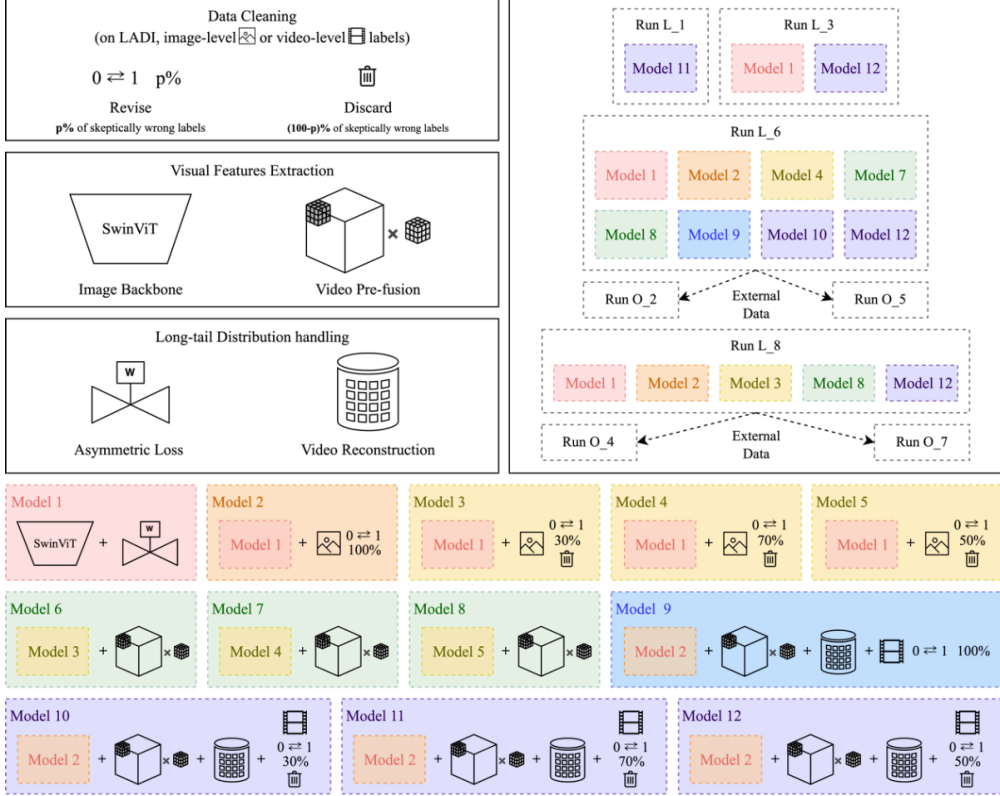 Data Cleaning
(on LADI, image-level or video-level labels)
0 ⇄ 1 p%
Revise
p% of skeptically wrong labels
Discard
(100-p)% of skeptically wrong labels
Visual Features Extraction
SwinViT
×
Image Backbone
Video Pre-fusion
Long-tail Distribution handling
W
Asymmetric Loss
Video Reconstruction
Run L_1
Model 11
Run L_3
Model 1
Model 12
Run L_6
Model 1
Model 2
Model 4
Model 7
Model 8
Model 9
Model 10
Model 12
Run O_2
External
Data
Run O_5
Run L_8
Model 1
Model 2
Model 3
Model 8
Model 12
Run O_4
External
Data
Run O_7
Model 1
SwinViT
+
W
Model 2
Model 1
+
0 ⇄ 1
100%
Model 3
Model 1
+
0 ⇄ 1
30%
Model 4
Model 1
+
0 ⇄ 1
70%
Model 5
Model 1
+
0 ⇄ 1
50%
Model 6
Model 3
+ ×
Model 7
Model 4
+ ×
Model 8
Model 5
+ ×
Model 9
Model 2
+ × + + 0 ⇄ 1 100%
Model 10
Model 2
+ × + +
0 ⇄ 1
30%
Model 11
Model 2
+ × + +
0 ⇄ 1
70%
Model 12
Model 2
+ × + +
0 ⇄ 1
50%